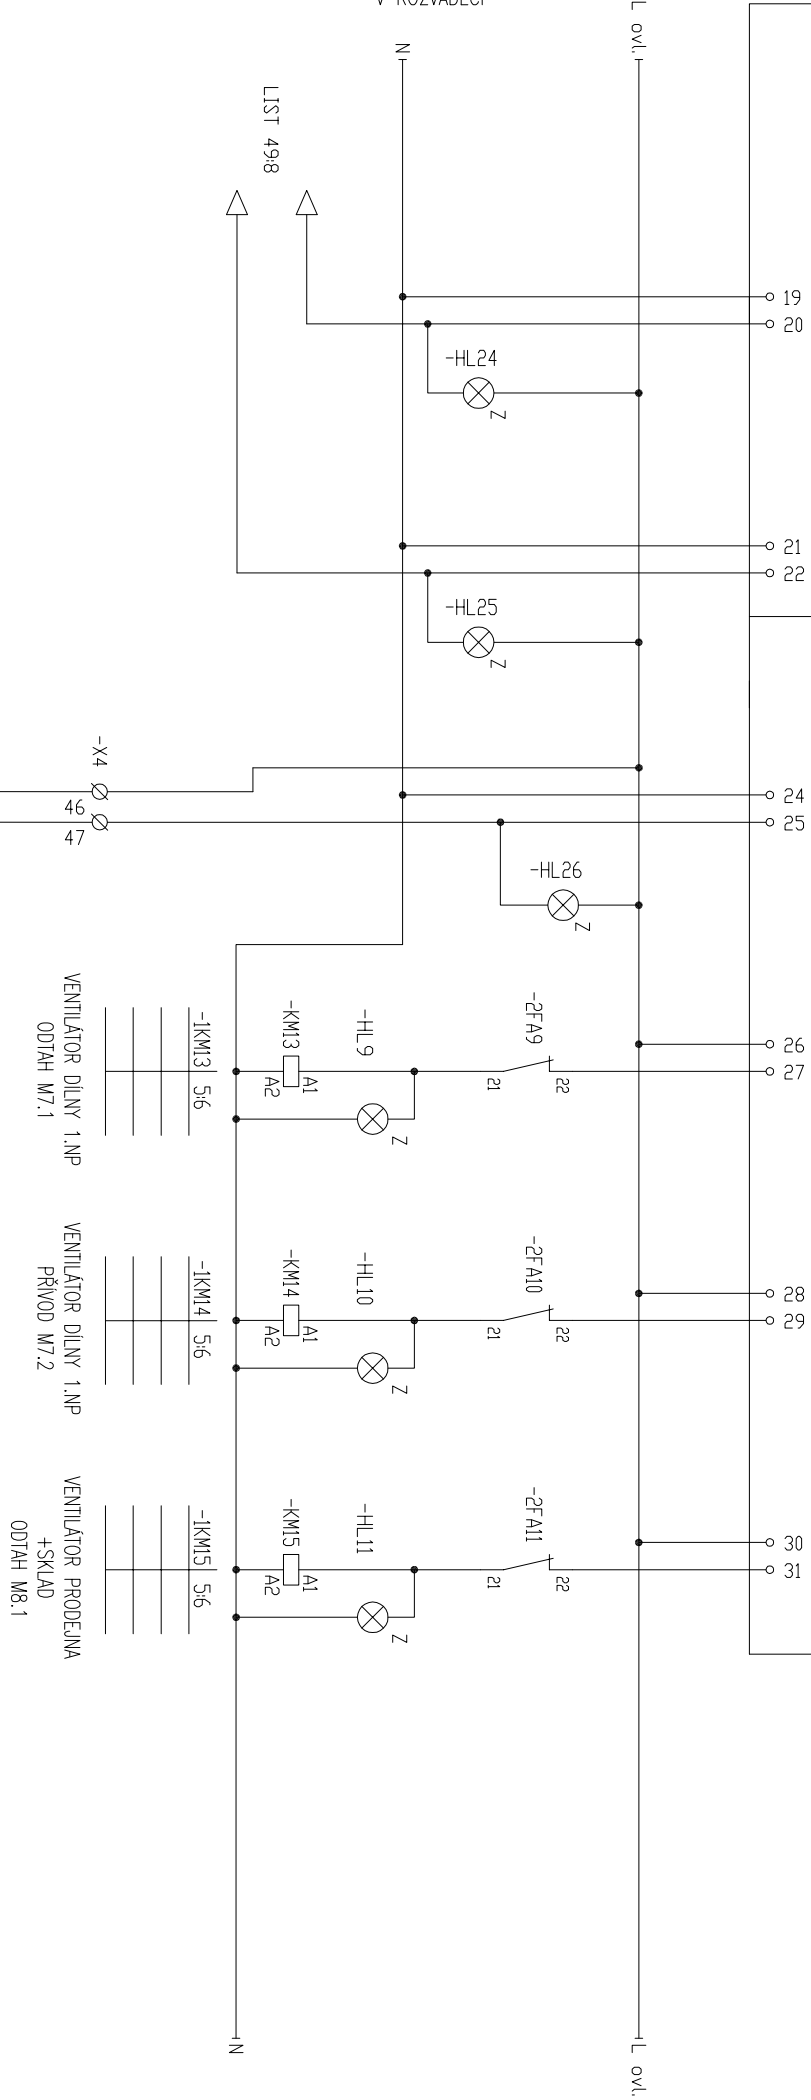 V ROZVADĚČI
L ovl.
N
LIST 49:8
19
20
-HL24
Z
21
22
-HL25
Z
-X4
46
47
24
25
-HL26
Z
26
27
-2FA9
22
21
-HL9
Z
-KM13
A1
A2
-1KM13 5:6
VENTILÁTOR DÍLNY 1.NP
ODTAH M7.1
28
29
-2FA10
22
21
-HL10
Z
-KM14
A1
A2
-1KM14 5:6
VENTILÁTOR DÍLNY 1.NP
PŘÍVOD M7.2
30
31
-2FA11
22
21
-HL11
Z
-KM15
A1
A2
-1KM15 5:6
VENTILÁTOR PRODEJNA
+SKLAD
ODTAH M8.1
N
L ovl.